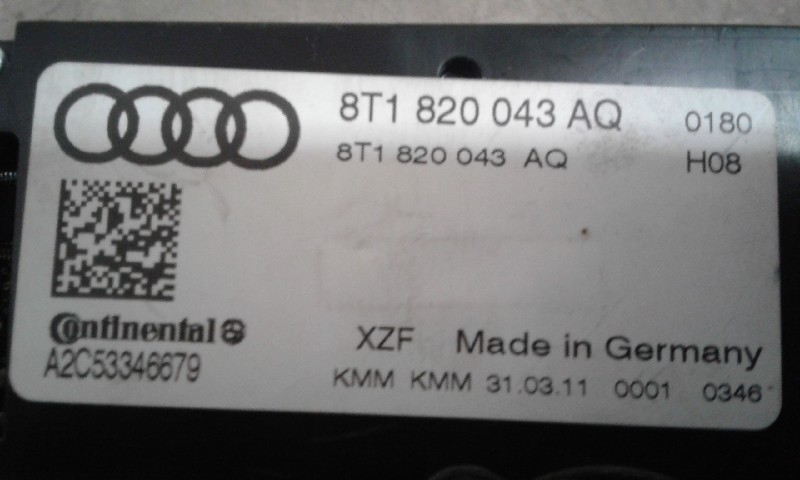 8T1 820 043 AQ 0180
8T1 820 043 AQ H08
Continental
A2C53346679
XZF Made in Germany
KMM KMM 31.03.11 0001 0346